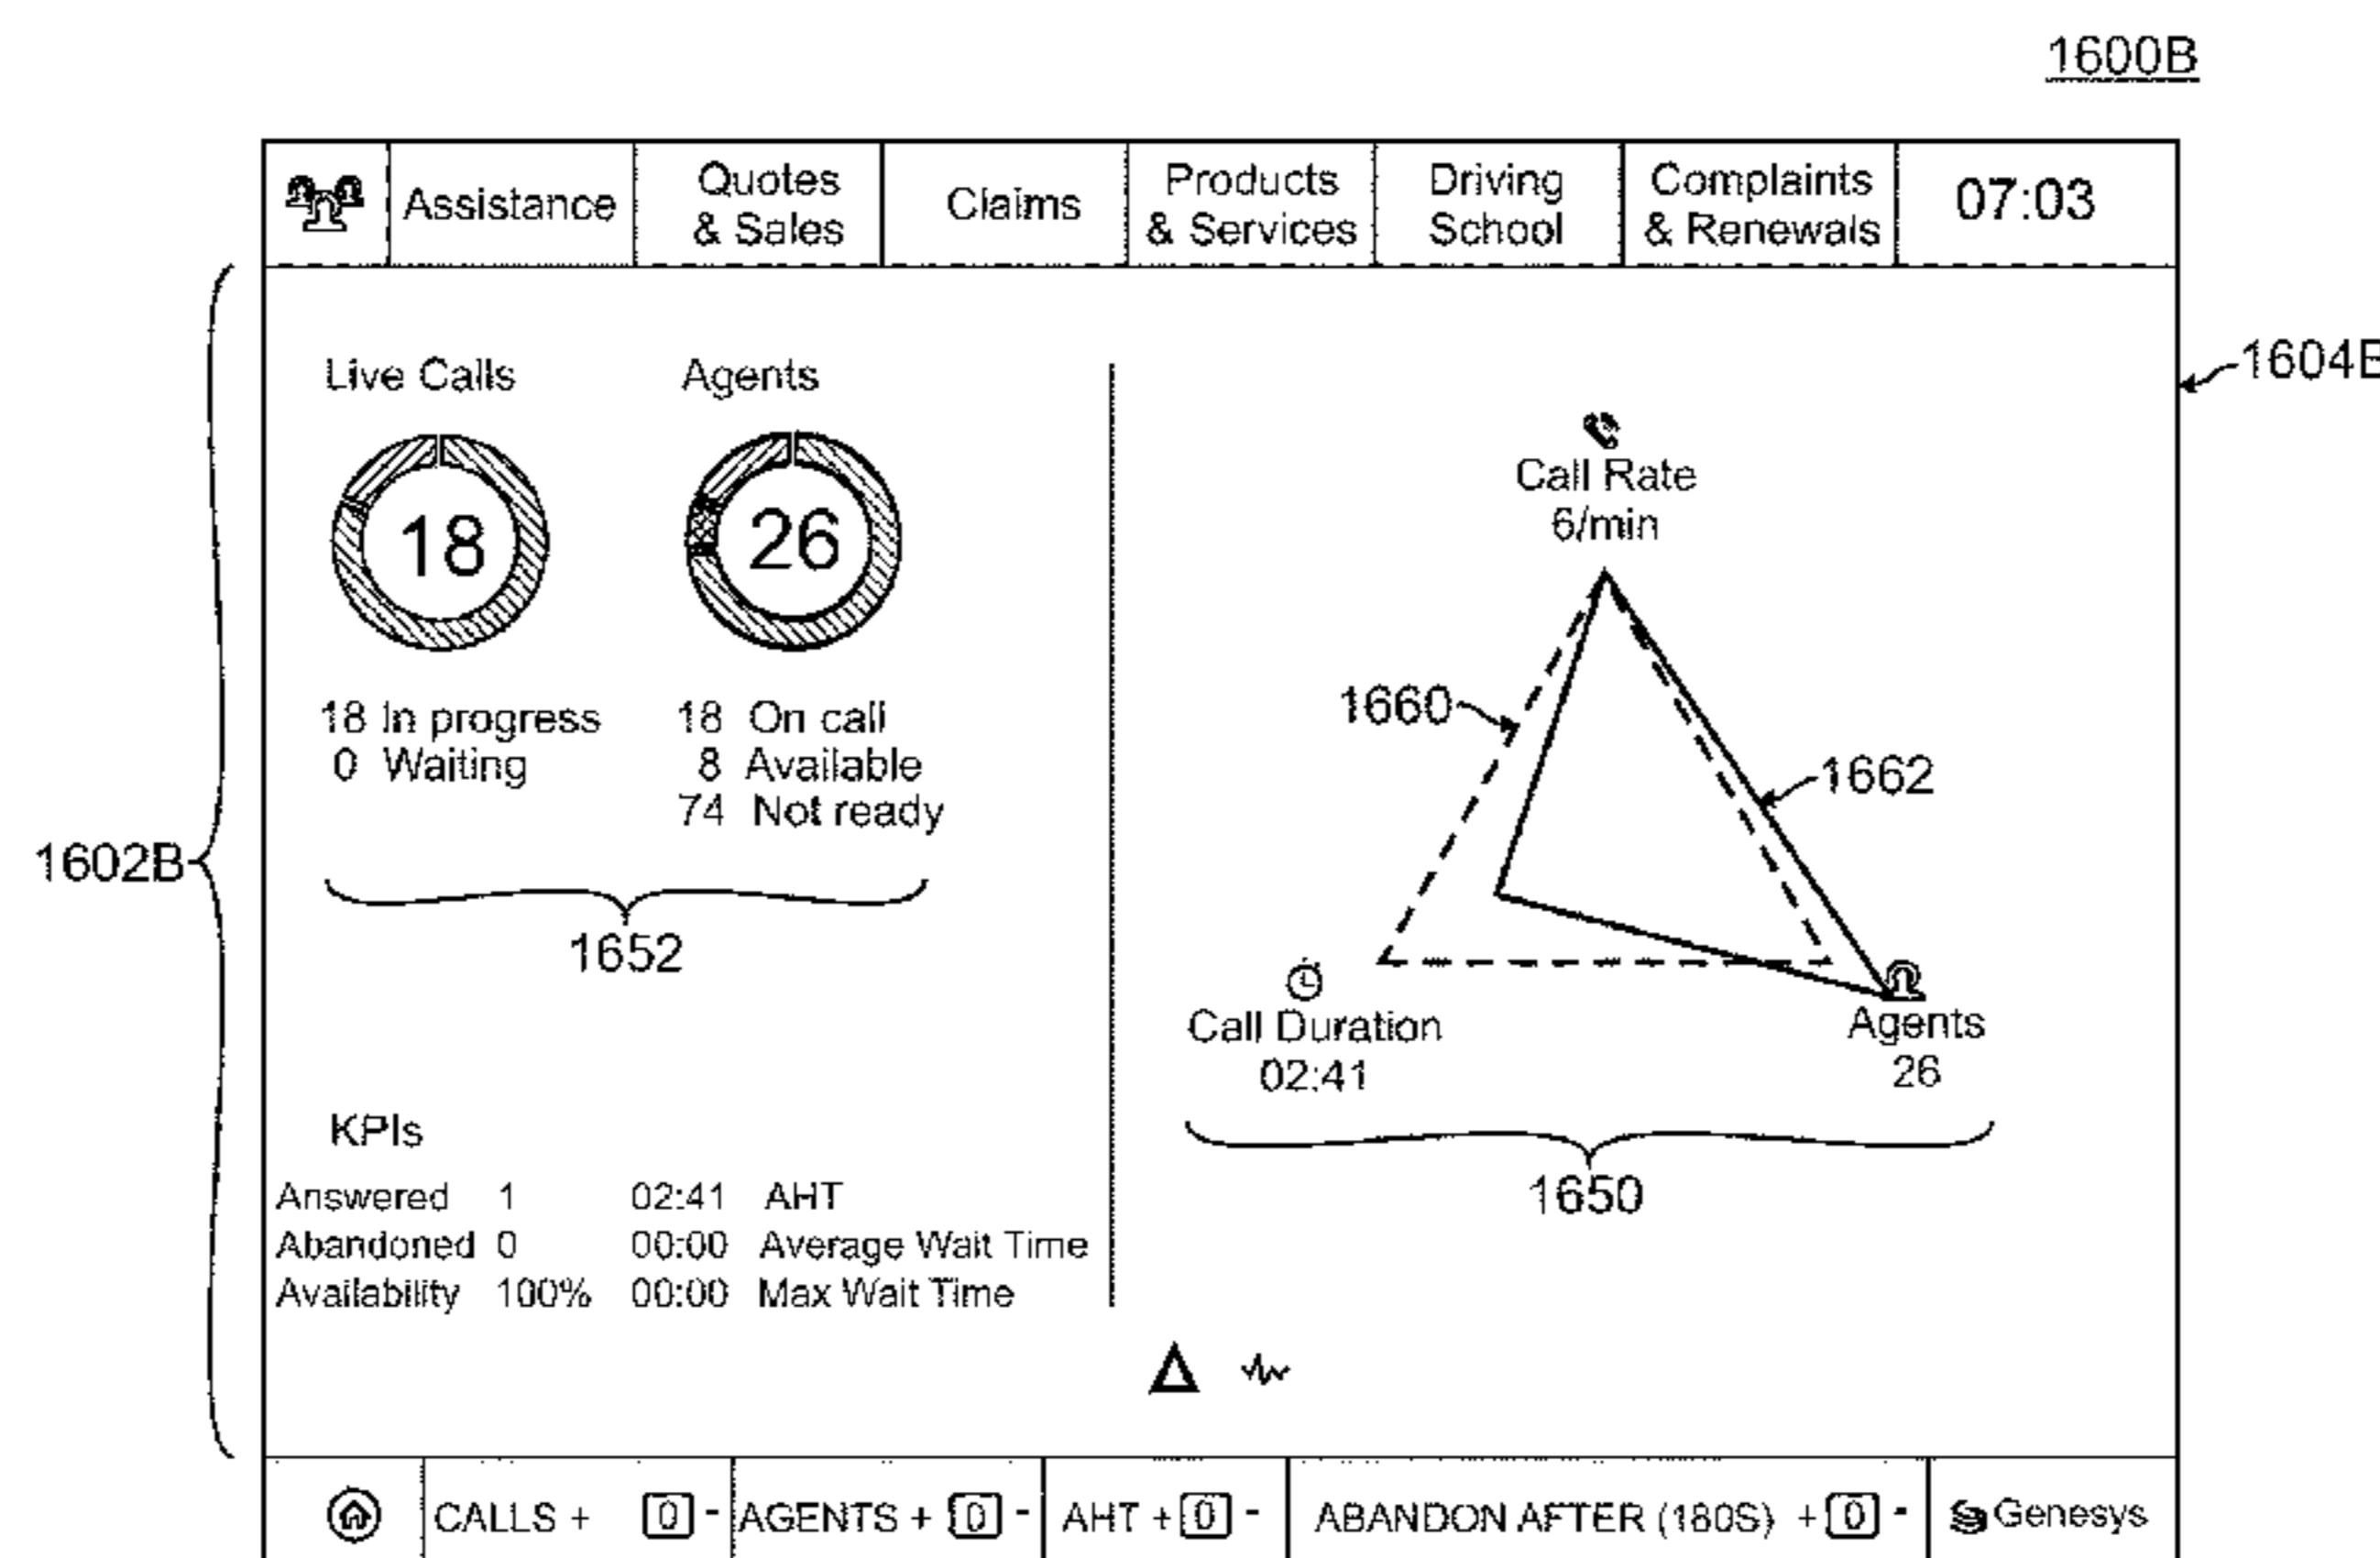 1600B
Assistance
Quotes
& Sales
Claims
Products
& Services
Driving
School
Complaints
& Renewals
07:03
1604B
Live Calls
Agents
18
26
18 In progress
0 Waiting
18 On call
8 Available
74 Not ready
1602B
1652
Call Rate
6/min
1660
1662
Call Duration
02:41
Agents
26
1650
KPIs
Answered 1 02:41 AHT
Abandoned 0 00:00 Average Wait Time
Availability 100% 00:00 Max Wait Time
CALLS + 0 -
AGENTS + 0 -
AHT + 0 -
ABANDON AFTER (180S) + 0 -
Genesys